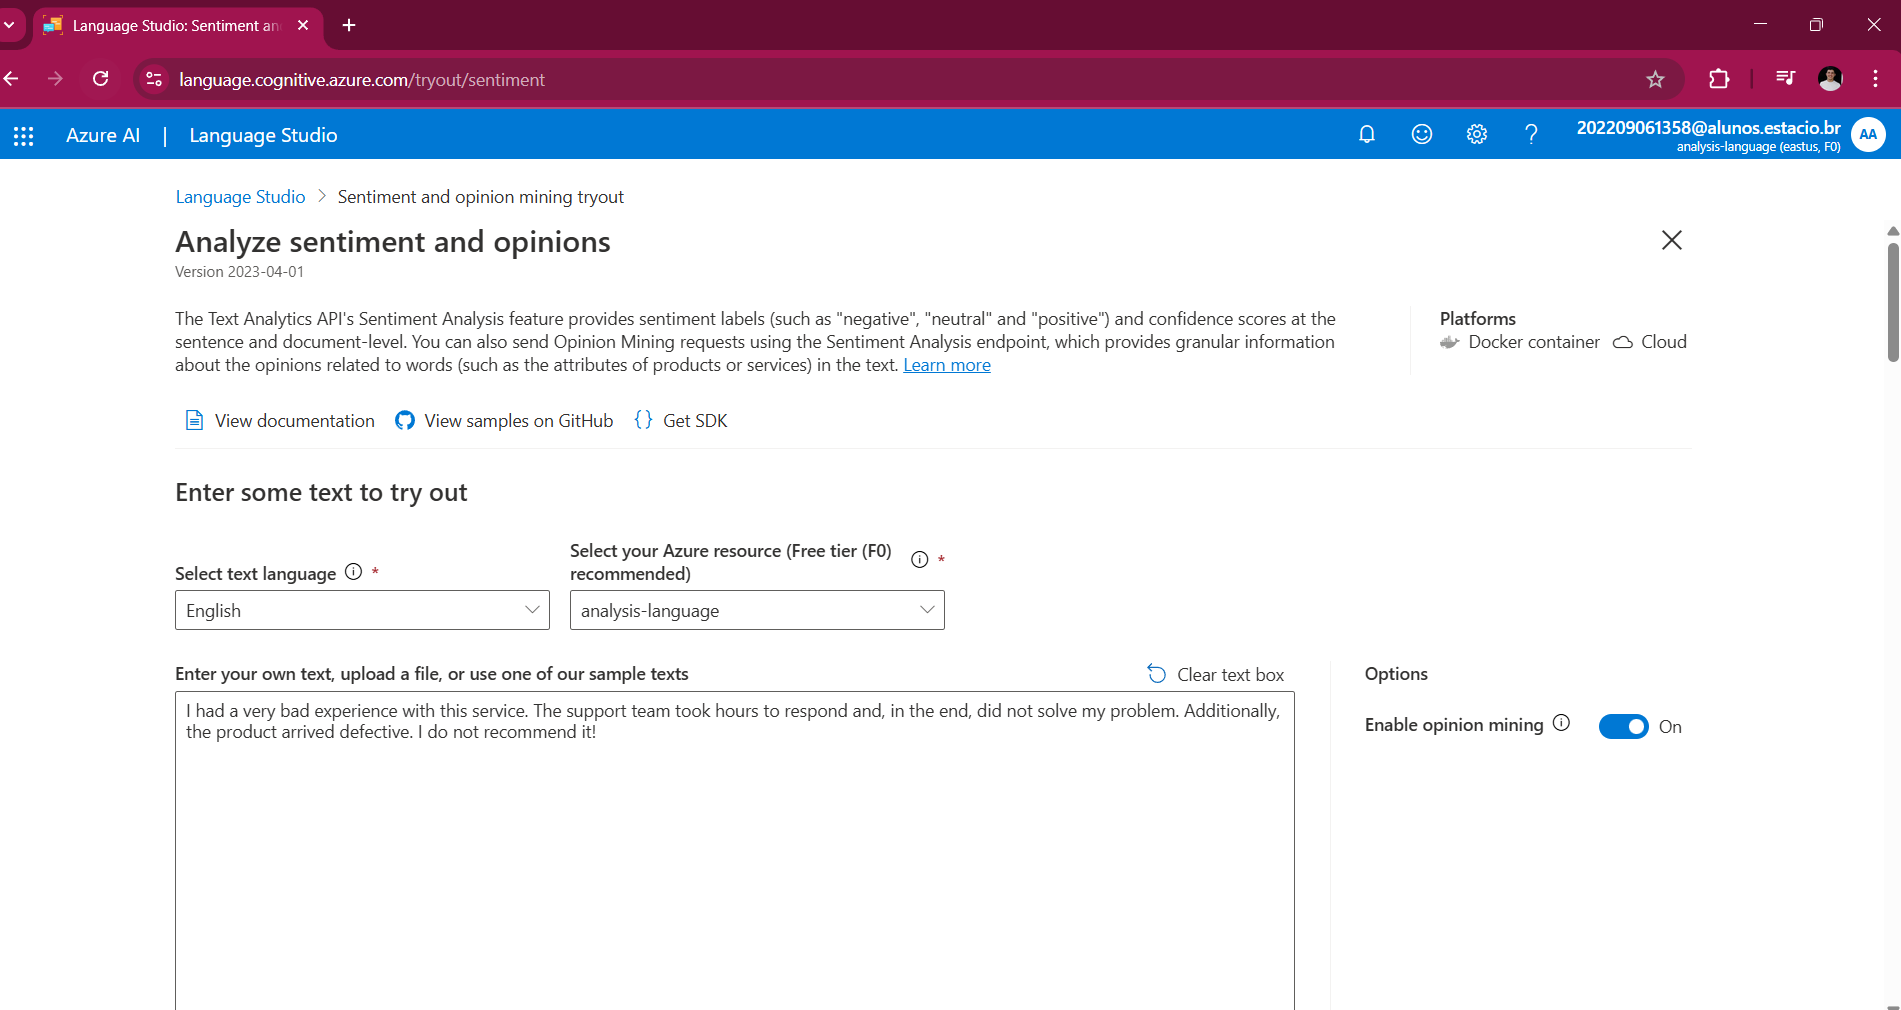 Language Studio: Sentiment an
language.cognitive.azure.com/tryout/sentiment
Azure AI | Language Studio
202209061358@alunos.estacio.br
analysis-language (eastus, F0)
AA
Language Studio > Sentiment and opinion mining tryout
Analyze sentiment and opinions
Version 2023-04-01
The Text Analytics API's Sentiment Analysis feature provides sentiment labels (such as "negative", "neutral" and "positive") and confidence scores at the
sentence and document-level. You can also send Opinion Mining requests using the Sentiment Analysis endpoint, which provides granular information
about the opinions related to words (such as the attributes of products or services) in the text. Learn more
Platforms
Docker container Cloud
View documentation View samples on GitHub {} Get SDK
Enter some text to try out
Select text language *
English
Select your Azure resource (Free tier (F0)
recommended) *
analysis-language
Enter your own text, upload a file, or use one of our sample texts
Clear text box
I had a very bad experience with this service. The support team took hours to respond and, in the end, did not solve my problem. Additionally,
the product arrived defective. I do not recommend it!
Options
Enable opinion mining On